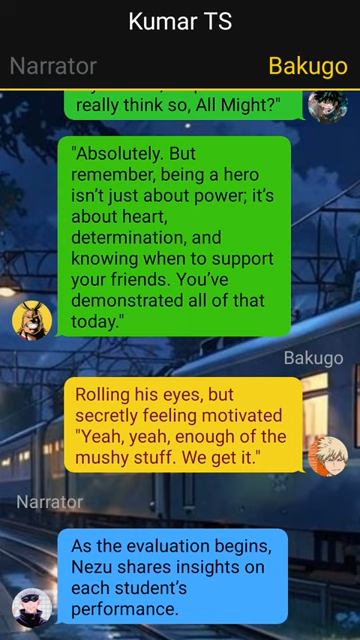 Kumar TS
Narrator
Bakugo
really think so, All Might?"
"Absolutely. But
remember, being a hero
isn't just about power; it's
about heart,
determination, and
knowing when to support
your friends. You've
demonstrated all of that
today."
Bakugo
Rolling his eyes, but
secretly feeling motivated
"Yeah, yeah, enough of the
mushy stuff. We get it."
Narrator
As the evaluation begins,
Nezu shares insights on
each student's
performance.